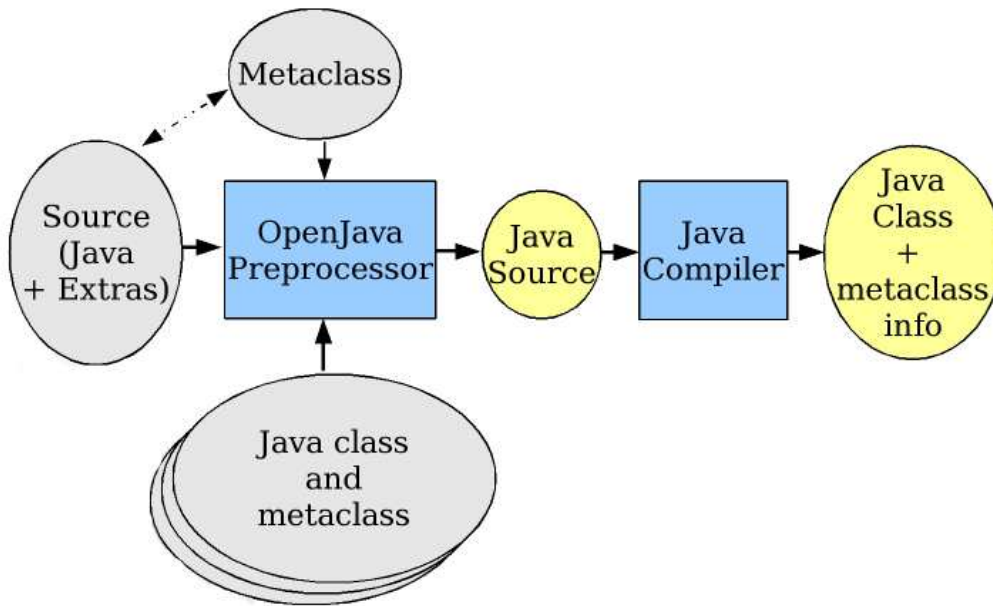 Metaclass
Source
(Java
+ Extras)
OpenJava
Preprocessor
Java
Source
Java
Compiler
Java
Class
+
metaclass
info
Java class
and
metaclass